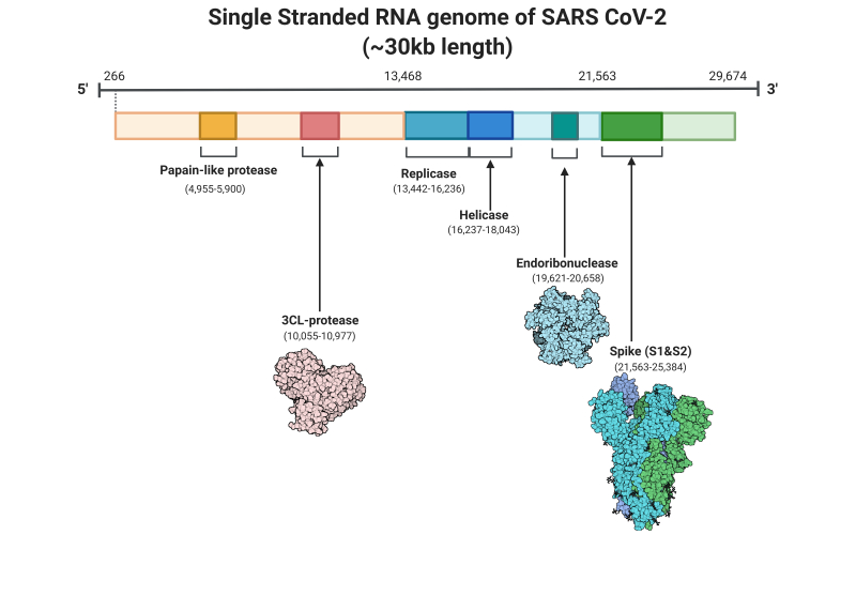 Single Stranded RNA genome of SARS CoV-2
(~30kb length)
266 13,468 21,563 29,674
5' 3'
Papain-like protease
(4,955-5,900)
Replicase
(13,442-16,236)
Helicase
(16,237-18,043)
Endoribonuclease
(19,621-20,658)
3CL-protease
(10,055-10,977)
Spike (S1&S2)
(21,563-25,384)